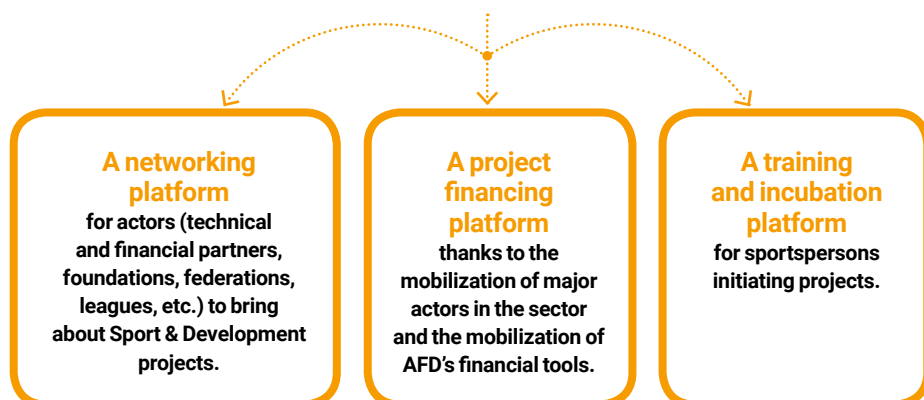 A networking
platform
for actors (technical
and financial partners,
foundations, federations,
leagues, etc.) to bring
about Sport & Development
projects.
A project
financing
platform
thanks to the
mobilization of major
actors in the sector
and the mobilization of
AFD’s financial tools.
A training
and incubation
platform
for sportspersons
initiating projects.